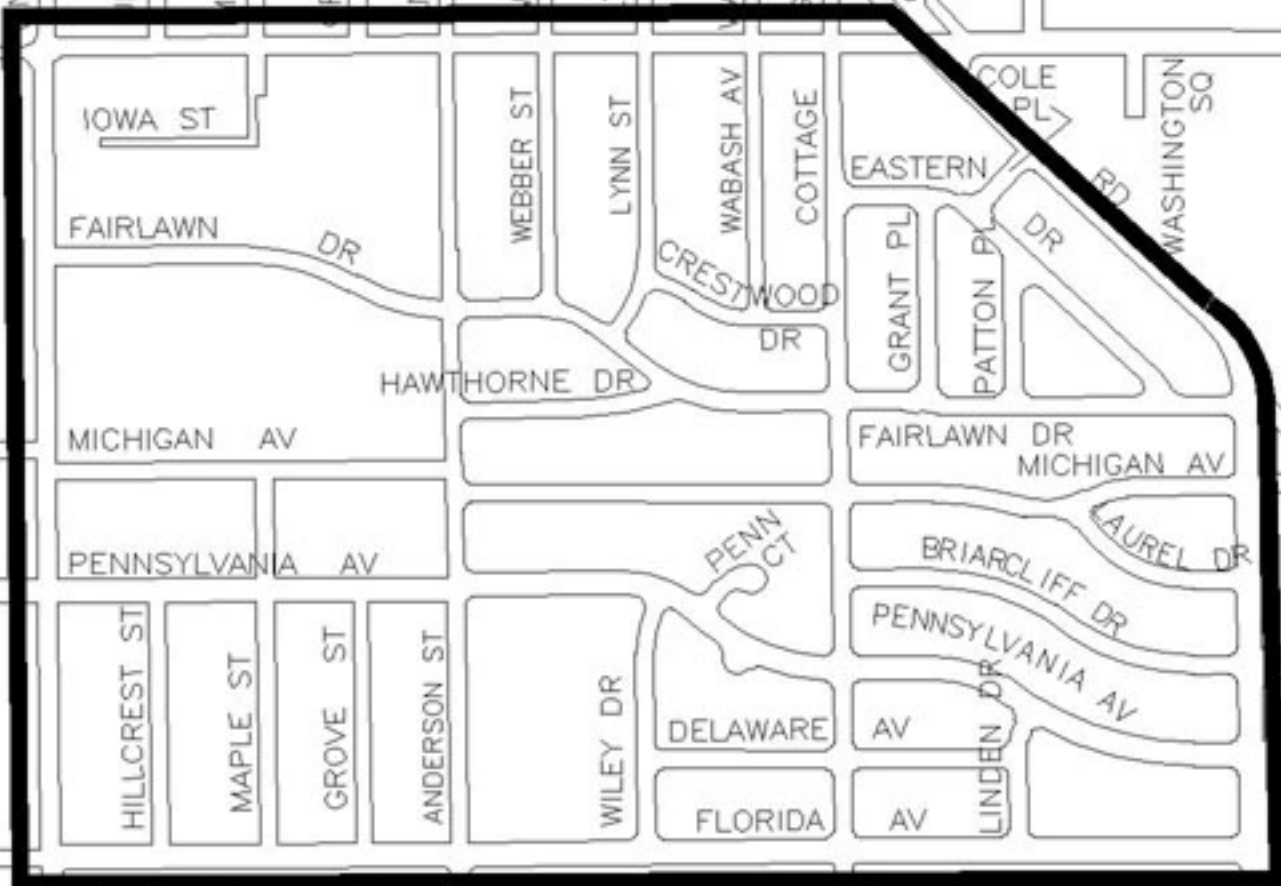 COLE
PL
IOWA ST
WEBBER ST
LYNN ST
WABASH AV
COTTAGE
EASTERN
DR
RD
WASHINGTON
SQ
FAIRLAWN DR
CRESTWOOD
DR
GRANT PL
PATTON PL
HAWTHORNE DR
MICHIGAN AV
FAIRLAWN DR
MICHIGAN AV
LAUREL DR
PENN
CT
BRIARCLIFF DR
PENNSYLVANIA AV
PENNSYLVANIA AV
HILLCREST ST
MAPLE ST
GROVE ST
ANDERSON ST
WILEY DR
DELAWARE AV
LINDEN DR
FLORIDA AV